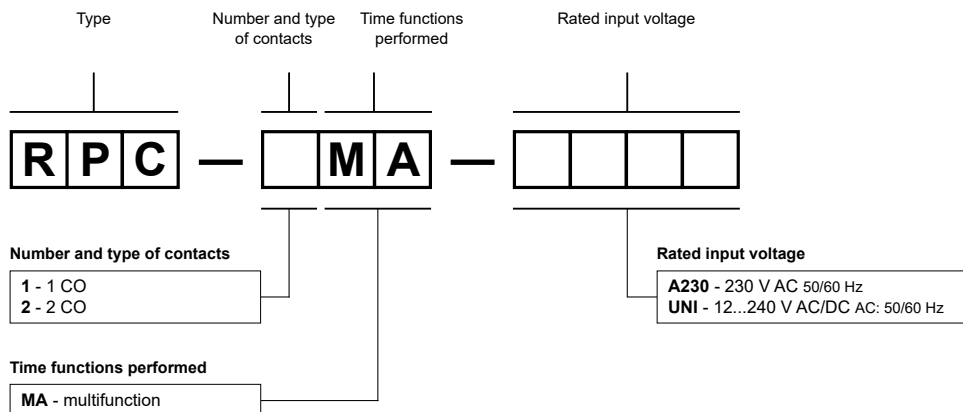 Type
Number and type
of contacts
Time functions
performed
Rated input voltage
R P C — M A —
Number and type of contacts
1 - 1 CO
2 - 2 CO
Rated input voltage
A230 - 230 V AC 50/60 Hz
UNI - 12...240 V AC/DC AC: 50/60 Hz
Time functions performed
MA - multifunction